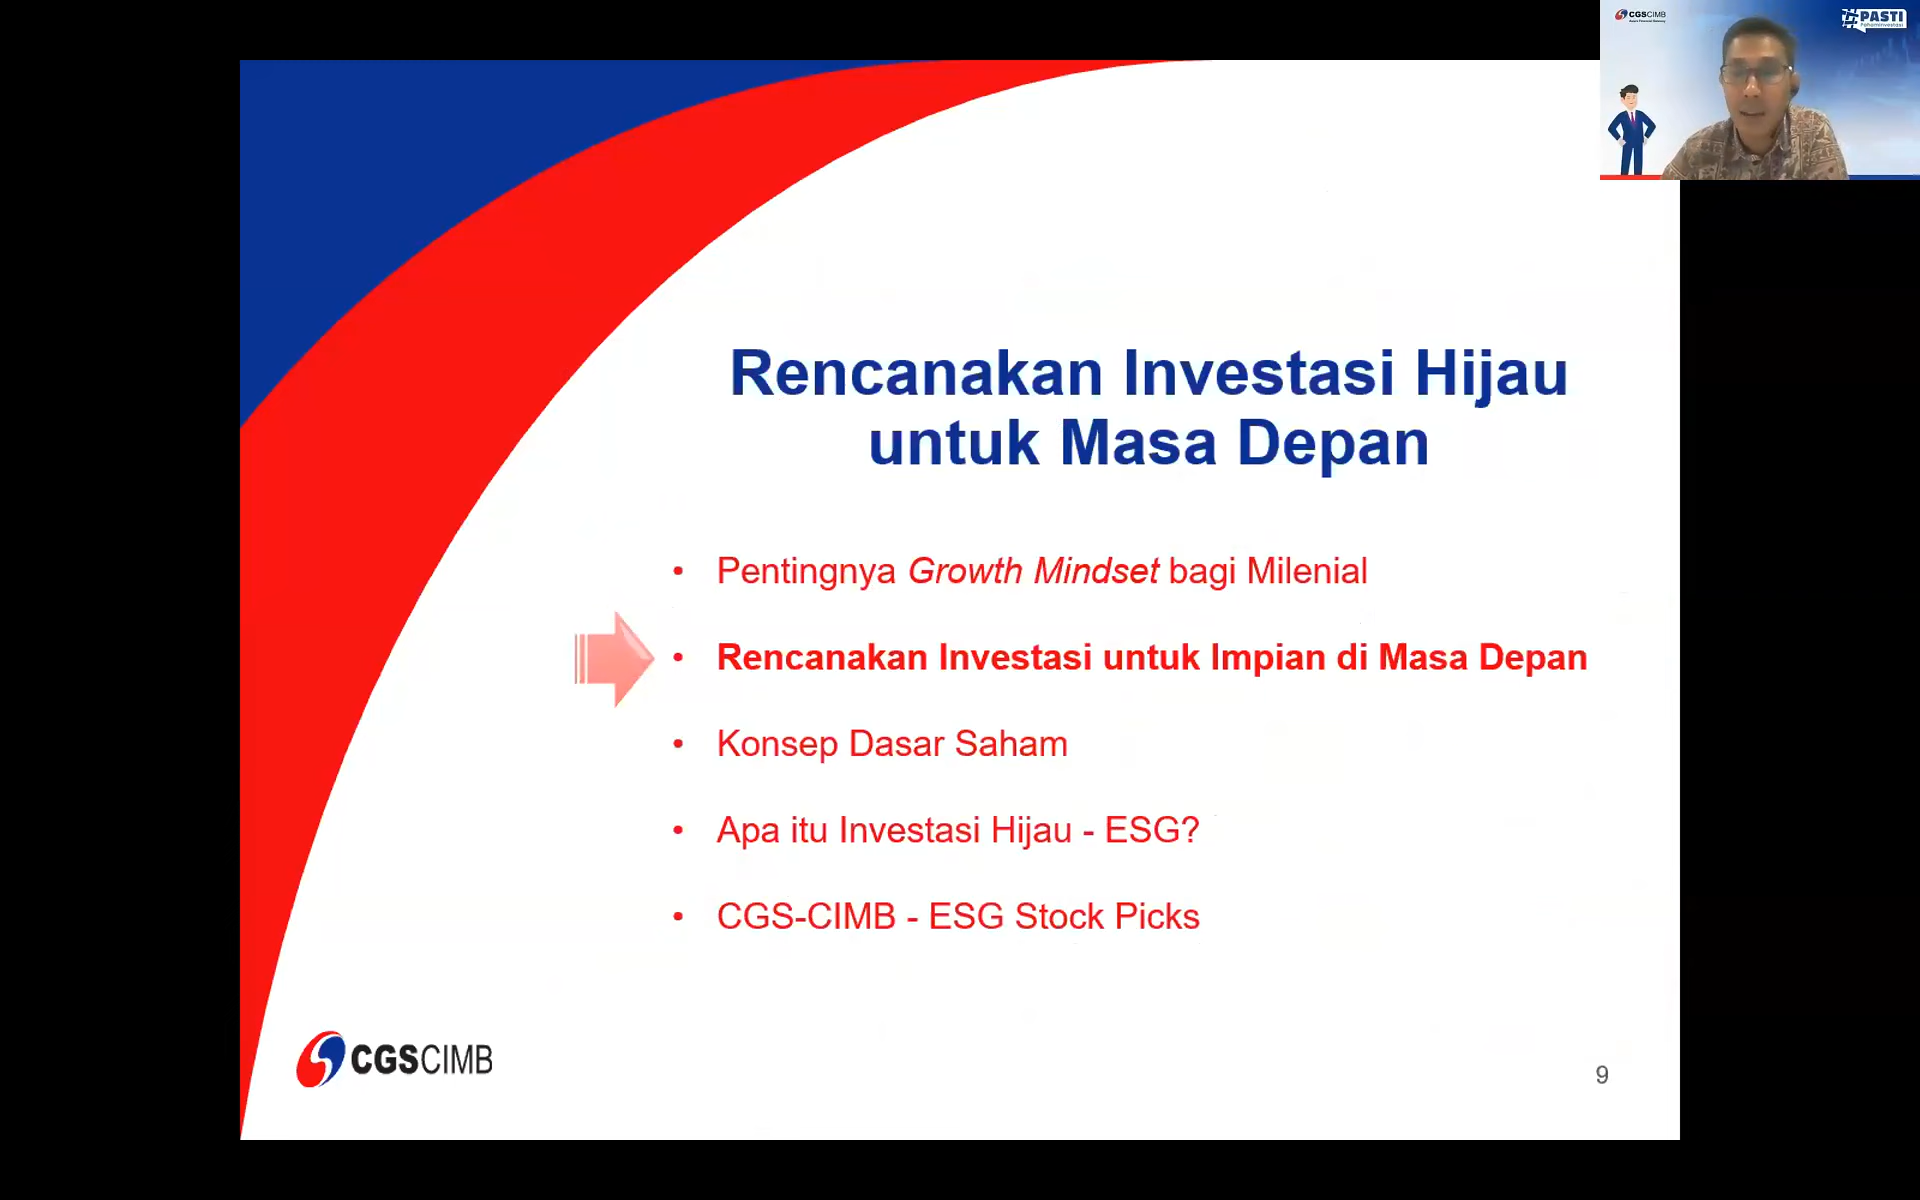 CGSCIMB
#PASTI
Rencanakan Investasi Hijau
untuk Masa Depan
• Pentingnya Growth Mindset bagi Milenial
• Rencanakan Investasi untuk Impian di Masa Depan
• Konsep Dasar Saham
• Apa itu Investasi Hijau - ESG?
• CGS-CIMB - ESG Stock Picks
CGSCIMB
9